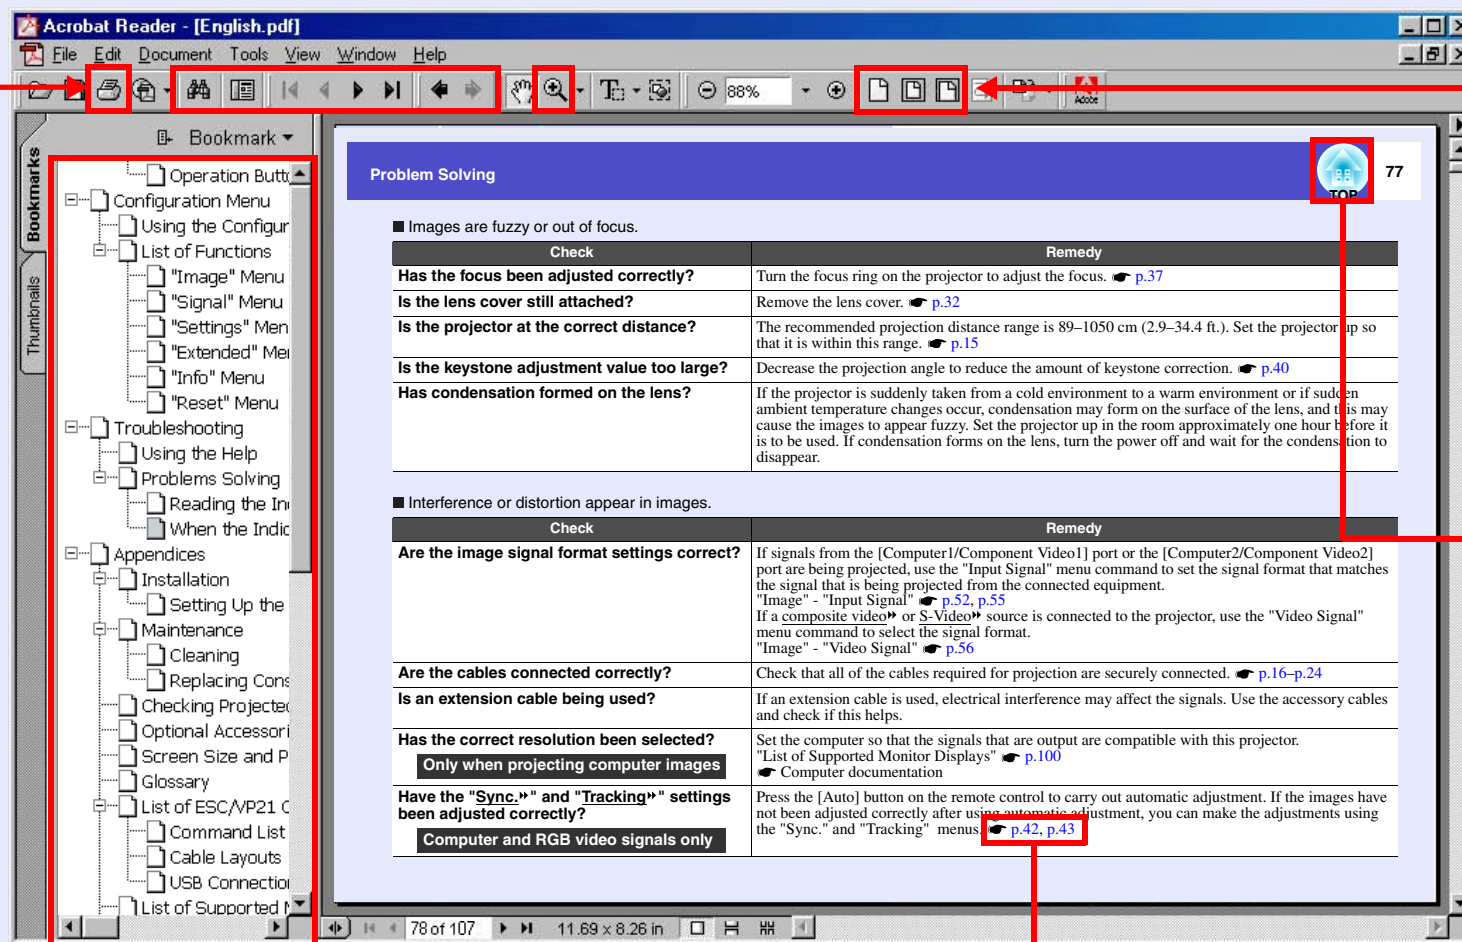 Acrobat Reader - [English.pdf]
File Edit Document Tools View Window Help
88%
Adobe
Bookmark
Bookmarks
Thumbnails
Operation Butt
Configuration Menu
Using the Configur
List of Functions
"Image" Menu
"Signal" Menu
"Settings" Men
"Extended" Me
"Info" Menu
"Reset" Menu
Troubleshooting
Using the Help
Problems Solving
Reading the In
When the Indic
Appendices
Installation
Setting Up the
Maintenance
Cleaning
Replacing Cons
Checking Projected
Optional Accessori
Screen Size and P
Glossary
List of ESC/VP21 C
Command List
Cable Layouts
USB Connection
List of Supported M
Problem Solving
TOP
77
■ Images are fuzzy or out of focus.
Check Remedy
Has the focus been adjusted correctly? Turn the focus ring on the projector to adjust the focus. ☛ p.37
Is the lens cover still attached? Remove the lens cover. ☛ p.32
Is the projector at the correct distance? The recommended projection distance range is 89–1050 cm (2.9–34.4 ft.). Set the projector up so
that it is within this range. ☛ p.15
Is the keystone adjustment value too large? Decrease the projection angle to reduce the amount of keystone correction. ☛ p.40
Has condensation formed on the lens? If the projector is suddenly taken from a cold environment to a warm environment or if sudden
ambient temperature changes occur, condensation may form on the surface of the lens, and this may
cause the images to appear fuzzy. Set the projector up in the room approximately one hour before it
is to be used. If condensation forms on the lens, turn the power off and wait for the condensation to
disappear.
■ Interference or distortion appear in images.
Check Remedy
Are the image signal format settings correct? If signals from the [Computer1/Component Video1] port or the [Computer2/Component Video2]
port are being projected, use the "Input Signal" menu command to set the signal format that matches
the signal that is being projected from the connected equipment.
"Image" - "Input Signal" ☛ p.52, p.55
If a composite video or S-Video source is connected to the projector, use the "Video Signal"
menu command to select the signal format.
"Image" - "Video Signal" ☛ p.56
Are the cables connected correctly? Check that all of the cables required for projection are securely connected. ☛ p.16–p.24
Is an extension cable being used? If an extension cable is used, electrical interference may affect the signals. Use the accessory cables
and check if this helps.
Has the correct resolution been selected? Set the computer so that the signals that are output are compatible with this projector.
Only when projecting computer images "List of Supported Monitor Displays" ☛ p.100
☛ Computer documentation
Have the "Sync." and "Tracking" settings Press the [Auto] button on the remote control to carry out automatic adjustment. If the images have
been adjusted correctly? not been adjusted correctly after using automatic adjustment, you can make the adjustments using
Computer and RGB video signals only the "Sync." and "Tracking" menus. ☛ p.42, p.43
78 of 107 11.69 x 8.26 in